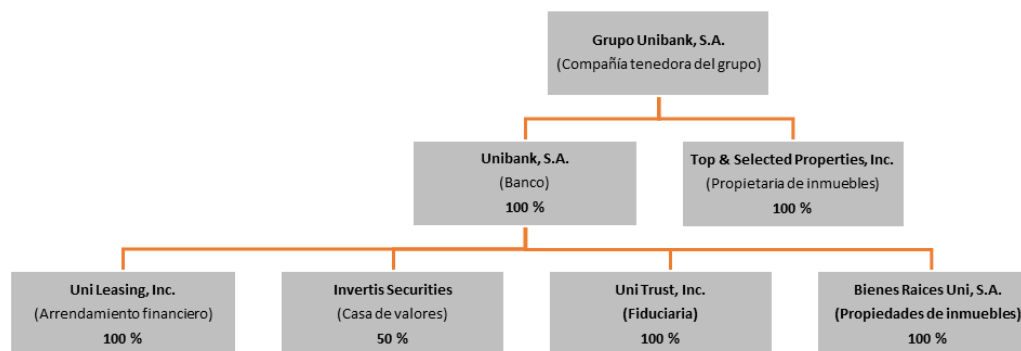 Grupo Unibank, S.A.
(Compañía tenedora del grupo)
Unibank, S.A.
(Banco)
100 %
Top & Selected Properties, Inc.
(Propietaria de inmuebles)
100 %
Uni Leasing, Inc.
(Arrendamiento financiero)
100 %
Invertis Securities
(Casa de valores)
50 %
Uni Trust, Inc.
(Fiduciaria)
100 %
Bienes Raices Uni, S.A.
(Propiedades de inmuebles)
100 %